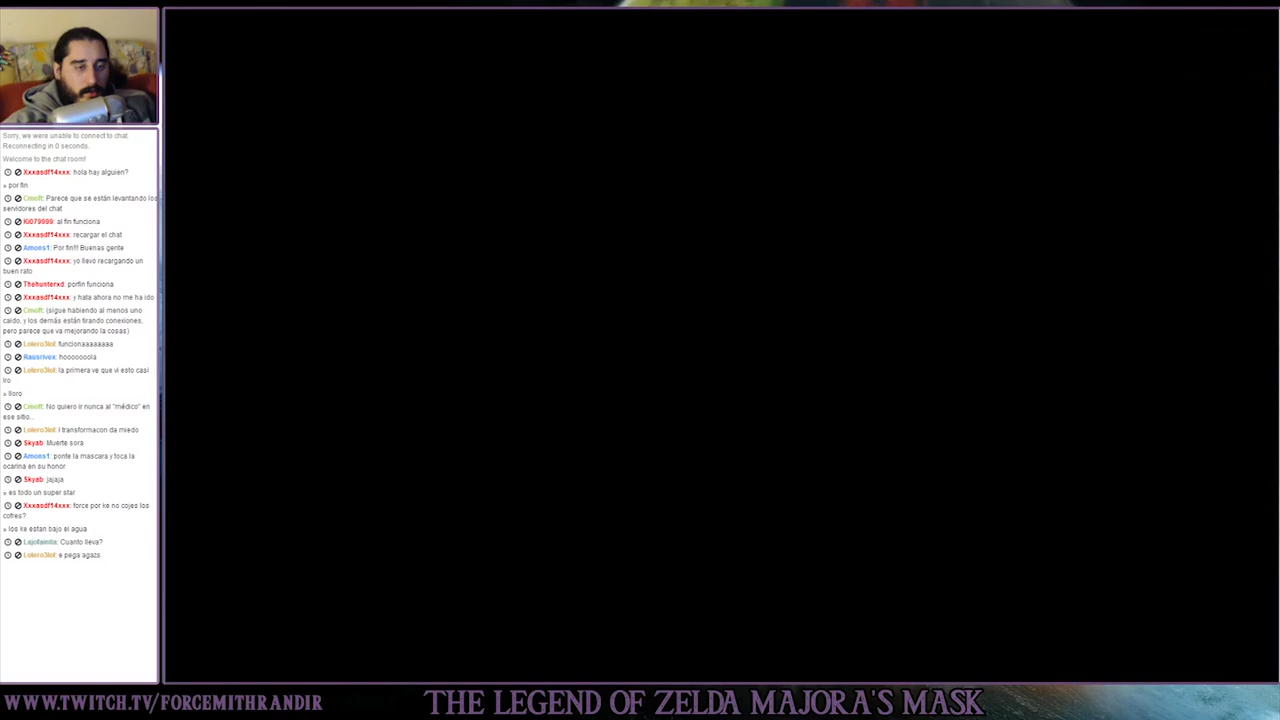 Sorry, we were unable to connect to chat.
Reconnecting in 0 seconds.
Welcome to the chat room!
Xxxasdf14xxx: hola hay alguien?
» por fin
Cmoft: Parece que se están levantando los
servidores del chat
Ki079999: al fin funciona
Xxxasdf14xxx: recargar el chat
Amons1: Por fin!!! Buenas gente
Xxxasdf14xxx: yo llevo recargando un
buen rato
Thehunterxd: porfin funciona
Xxxasdf14xxx: y hata ahora no me ha ido
Cmoft: (sigue habiendo al menos uno
caído, y los demás están tirando conexiones,
pero parece que va mejorando la cosas)
Lolero3lol: funcionaaaaaaaa
Rausrivex: hooooooola
Lolero3lol: la primera ve que vi esto casi
lro
» lloro
Cmoft: No quiero ir nunca al "médico" en
ese sitio...
Lolero3lol: l transformacon da miedo
Skyab: Muerte sora
Amons1: ponte la mascara y toca la
ocarina en su honor
Skyab: jajaja
» es todo un super star
Xxxasdf14xxx: force por ke no cojes los
cofres?
» los ke estan bajo el agua
Lajofainita: Cuanto lleva?
Lolero3lol: e pega agazs
WWW.TWITCH.TV/FORCEMITHRANDIR
THE LEGEND OF ZELDA MAJORA'S MASK